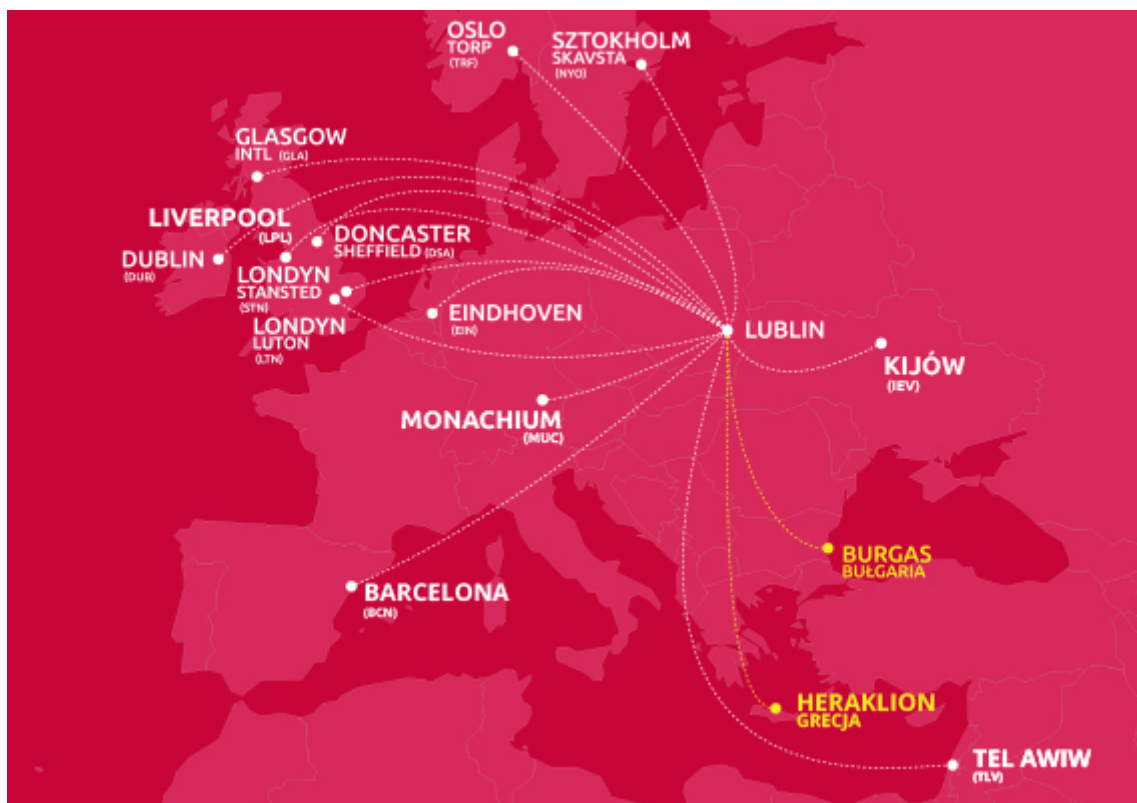 OSLO
TORP
(TRF)
SZTOKHOLM
SKAVSTA
(NYO)
GLASGOW
INTL (GLA)
LIVERPOOL
(LPL)
DONCASTER
SHEFFIELD (DSA)
DUBLIN
(DUB)
LONDYN
STANSTED
(STN)
LONDYN
LUTON
(LTN)
EINDHOVEN
(EIN)
LUBLIN
KIJÓW
(IEV)
MONACHIUM
(MUC)
BURGAS
BUŁGARIA
BARCELONA
(BCN)
HERAKLION
GRECJA
TEL AWIW
(TLV)